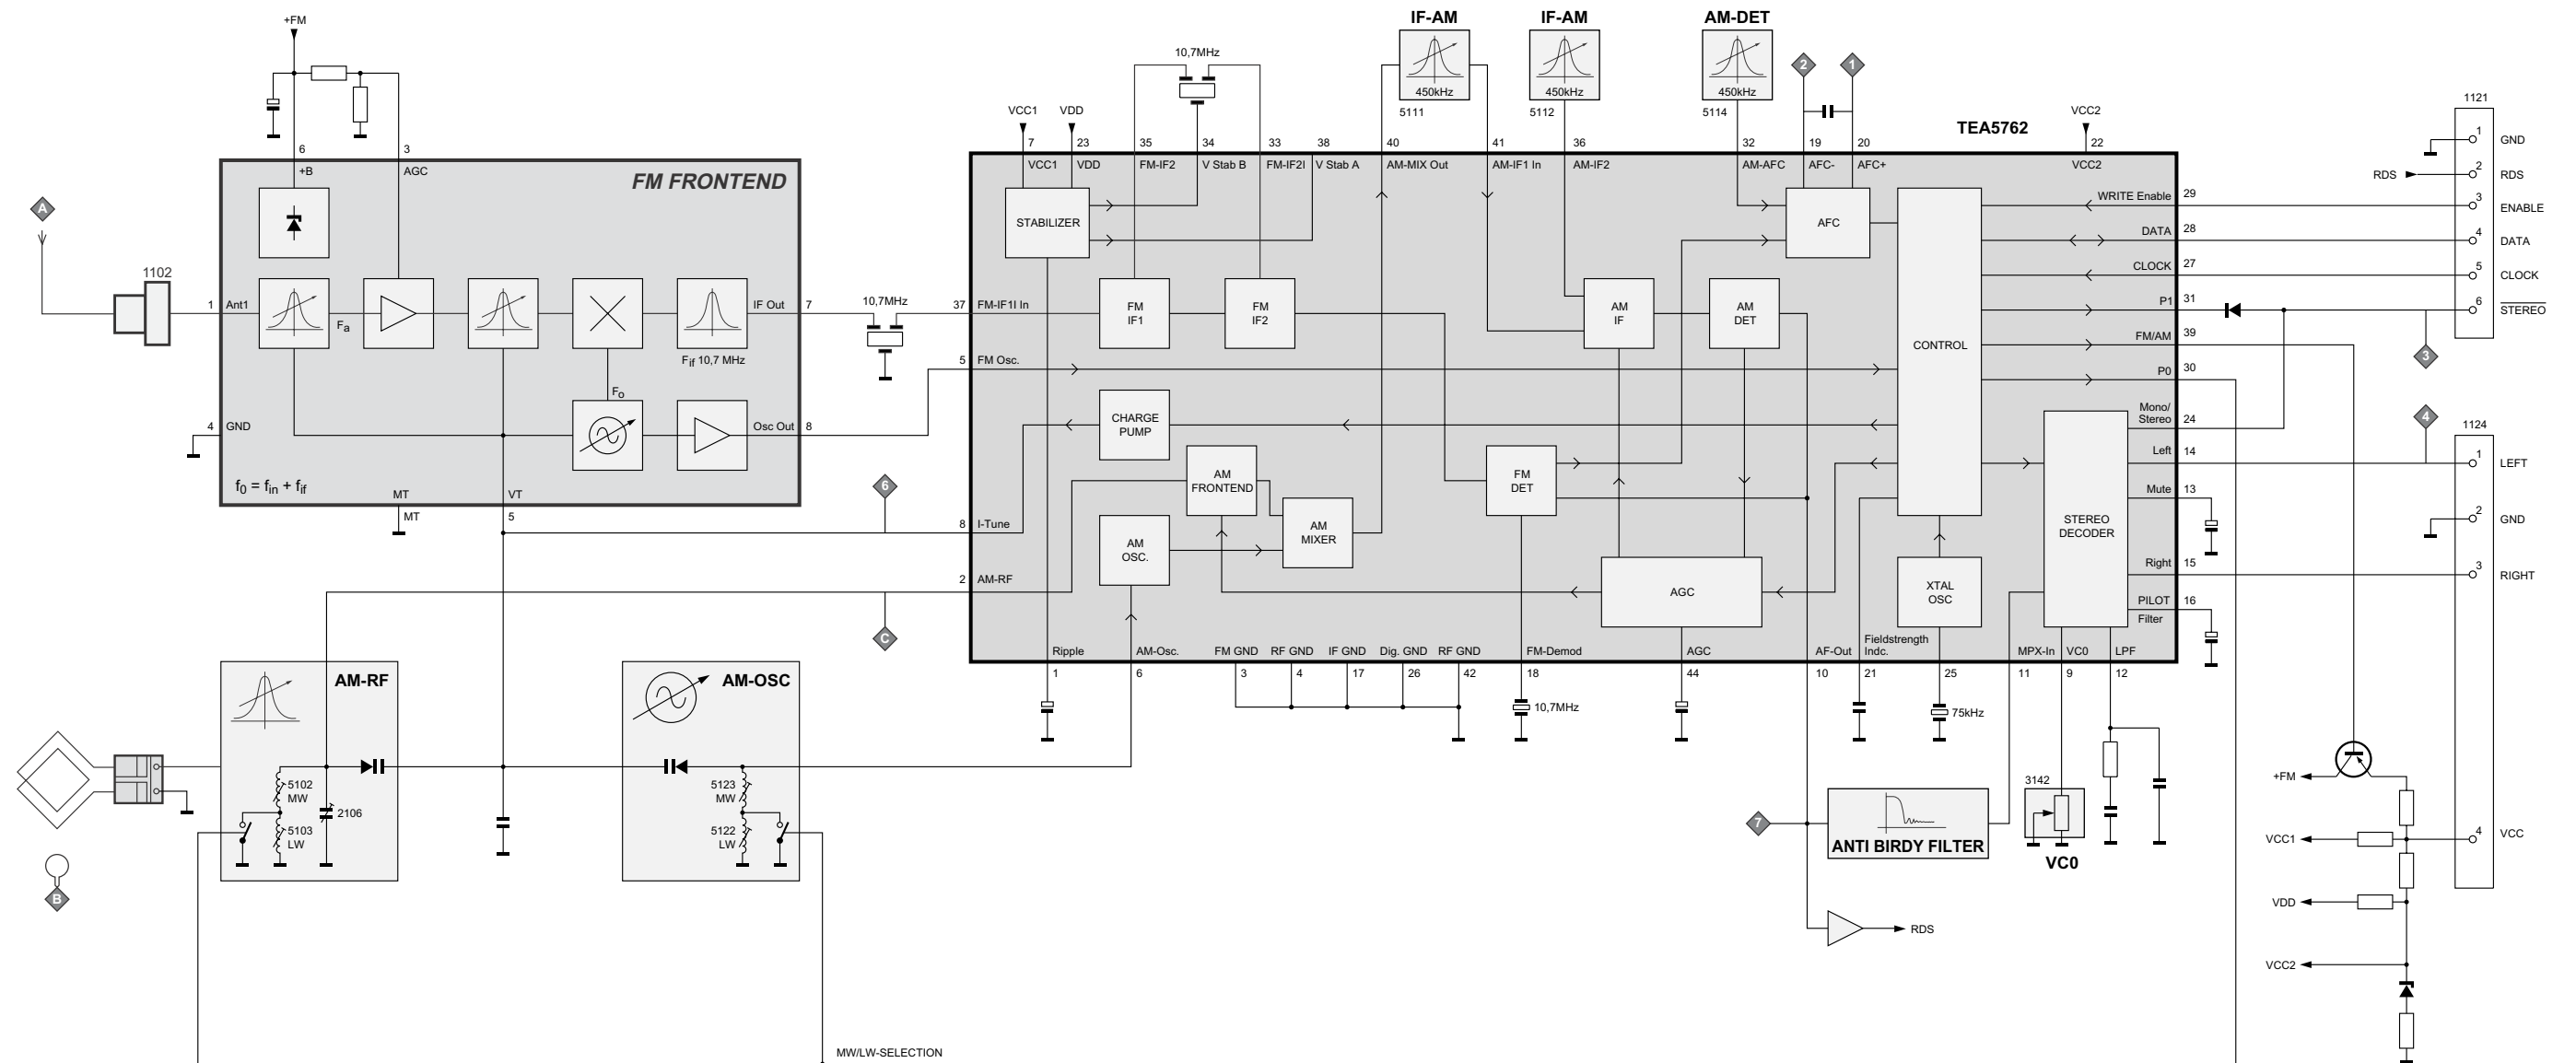 +FM
IF-AM
IF-AM
AM-DET
10,7MHz
450kHz
450kHz
450kHz
5111
5112
5114
2
1
VCC1
VDD
VCC2
TEA5762
1121
6
3
7
23
35
34
33
38
40
41
36
32
19
20
22
+B
AGC
VCC1
VDD
FM-IF2
V Stab B
FM-IF2I
V Stab A
AM-MIX Out
AM-IF1 In
AM-IF2
AM-AFC
AFC-
AFC+
VCC2
1
GND
RDS
2
RDS
FM FRONTEND
A
STABILIZER
AFC
WRITE Enable
29
3
ENABLE
DATA
28
4
DATA
CLOCK
27
5
CLOCK
1102
1
Ant1
Fa
IF Out
7
10,7MHz
37
FM-IF1I In
FM
IF1
FM
IF2
AM
IF
AM
DET
CONTROL
P1
31
6
STEREO
FM/AM
39
3
Fif 10,7 MHz
5
FM Osc.
P0
30
Fo
CHARGE
PUMP
Mono/
Stereo
24
4
1124
4
GND
Osc Out
8
f0 = fin + fif
MT
VT
MT
5
6
AM
FRONTEND
FM
DET
Left
14
1
LEFT
Mute
13
8
I-Tune
AM
OSC.
AM
MIXER
STEREO
DECODER
2
GND
2
AM-RF
AGC
XTAL
OSC
Right
15
3
RIGHT
PILOT
Filter
16
C
Ripple
AM-Osc.
FM GND
RF GND
IF GND
Dig. GND
RF GND
FM-Demod
AGC
AF-Out
Fieldstrength
Indc.
MPX-In
VC0
LPF
1
6
3
4
17
26
42
18
44
10
21
25
11
9
12
10,7MHz
75kHz
AM-RF
AM-OSC
5102
MW
2106
5103
LW
5123
MW
5122
LW
B
7
ANTI BIRDY FILTER
3142
VC0
+FM
VCC1
4
VCC
VDD
RDS
VCC2
MW/LW-SELECTION